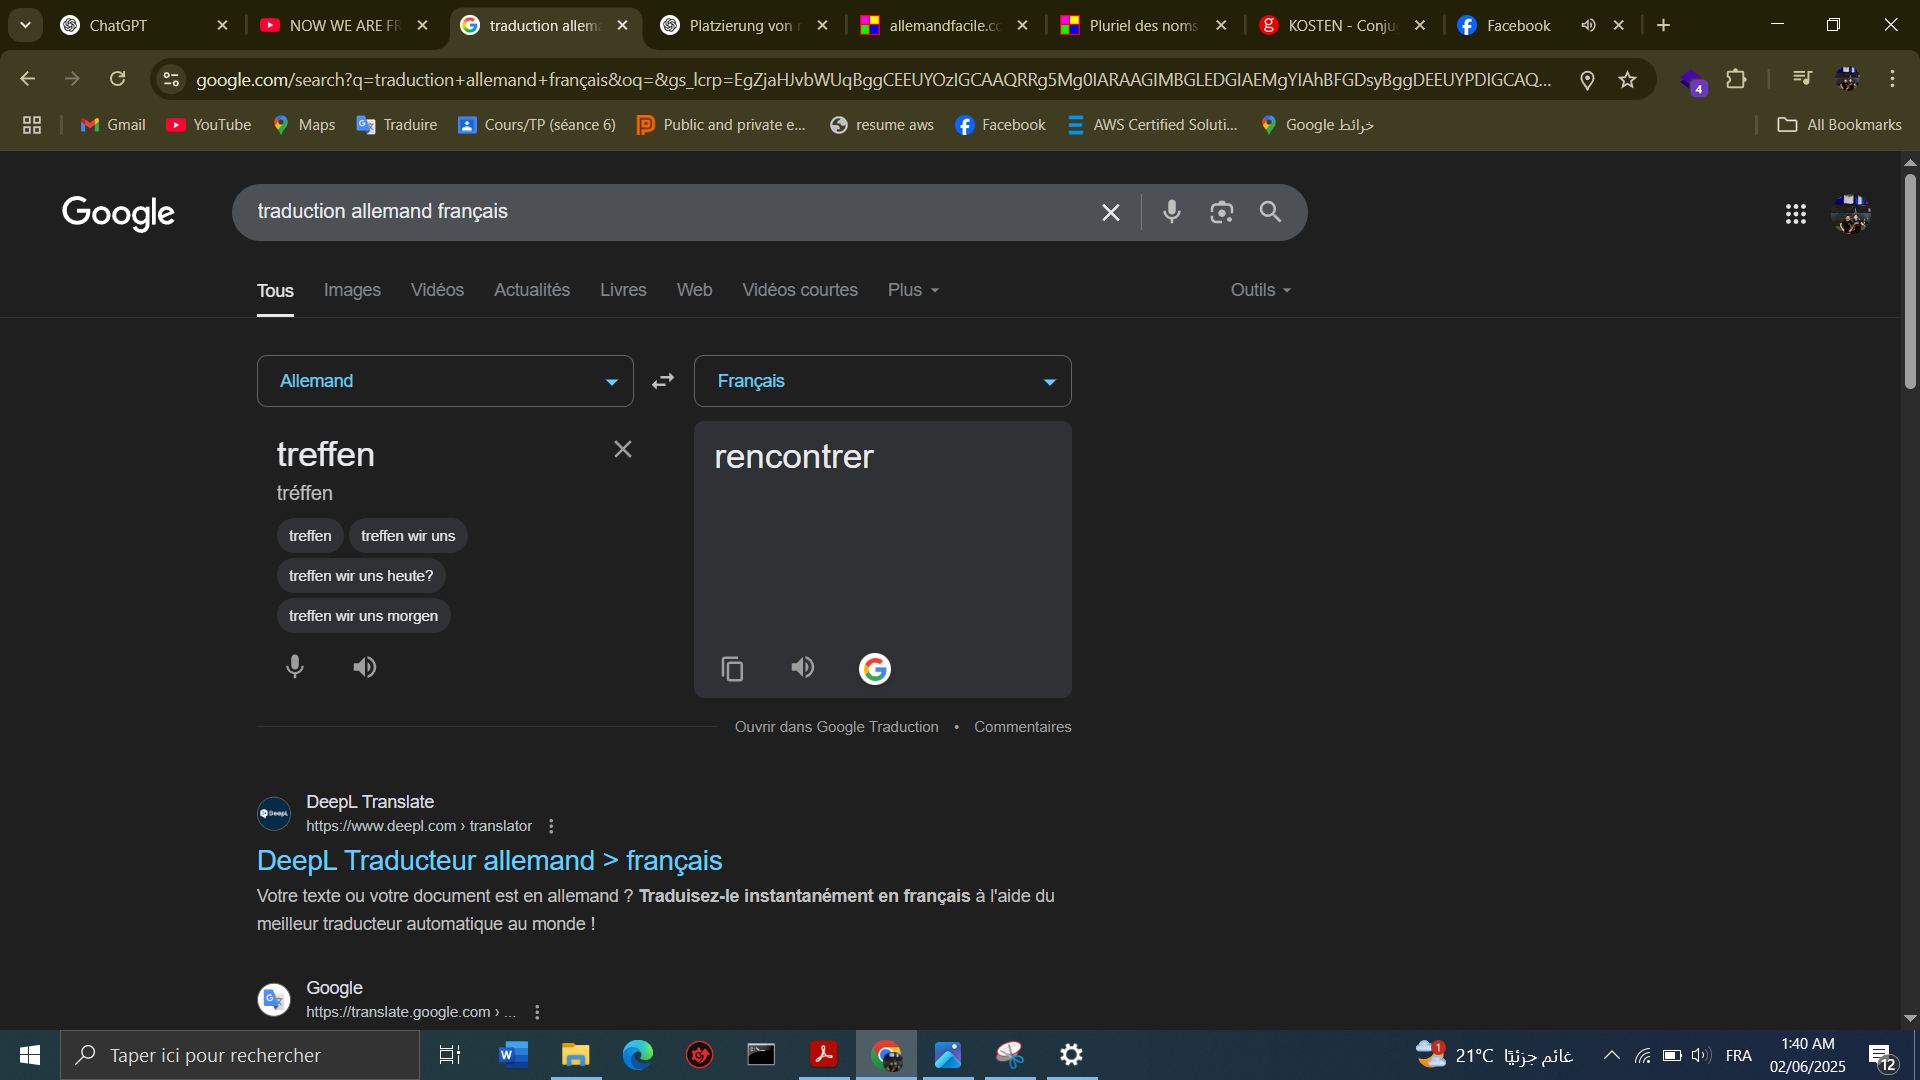 ChatGPT
NOW WE ARE FR
traduction allema
Platzierung von n
allemandfacile.co
Pluriel des noms
KOSTEN - Conju
Facebook
google.com/search?q=traduction+allemand+français&oq=&gs_lcrp=EgZjaHJvbWUqBggCEEUYOzIGCAAQRRg5Mg0IARAAGIMBGLEDGIAEMgYIAhBFGDsyBggDEEUYPDIGCAQ...
4
Gmail
YouTube
Maps
Traduire
Cours/TP (séance 6)
Public and private e...
resume aws
Facebook
AWS Certified Soluti...
خرائط Google
All Bookmarks
Google
traduction allemand français
Tous
Images
Vidéos
Actualités
Livres
Web
Vidéos courtes
Plus
Outils
Allemand
Français
treffen
tréffen
treffen
treffen wir uns
treffen wir uns heute?
treffen wir uns morgen
rencontrer
Ouvrir dans Google Traduction • Commentaires
DeepL
DeepL Translate
https://www.deepl.com › translator
DeepL Traducteur allemand > français
Votre texte ou votre document est en allemand ? Traduisez-le instantanément en français à l'aide du
meilleur traducteur automatique au monde !
Google
https://translate.google.com › ...
Taper ici pour rechercher
1
21°C غائم جزئيًا
FRA
1:40 AM
02/06/2025
12